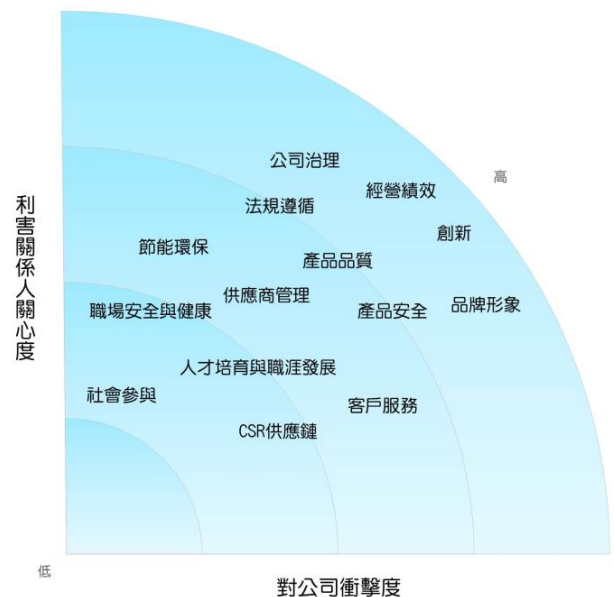 公司治理
高
經營績效
利害關係人關心度
法規遵循
創新
節能環保
產品品質
供應商管理
品牌形象
職場安全與健康
產品安全
人才培育與職涯發展
社會參與
客戶服務
CSR供應鏈
低
對公司衝擊度